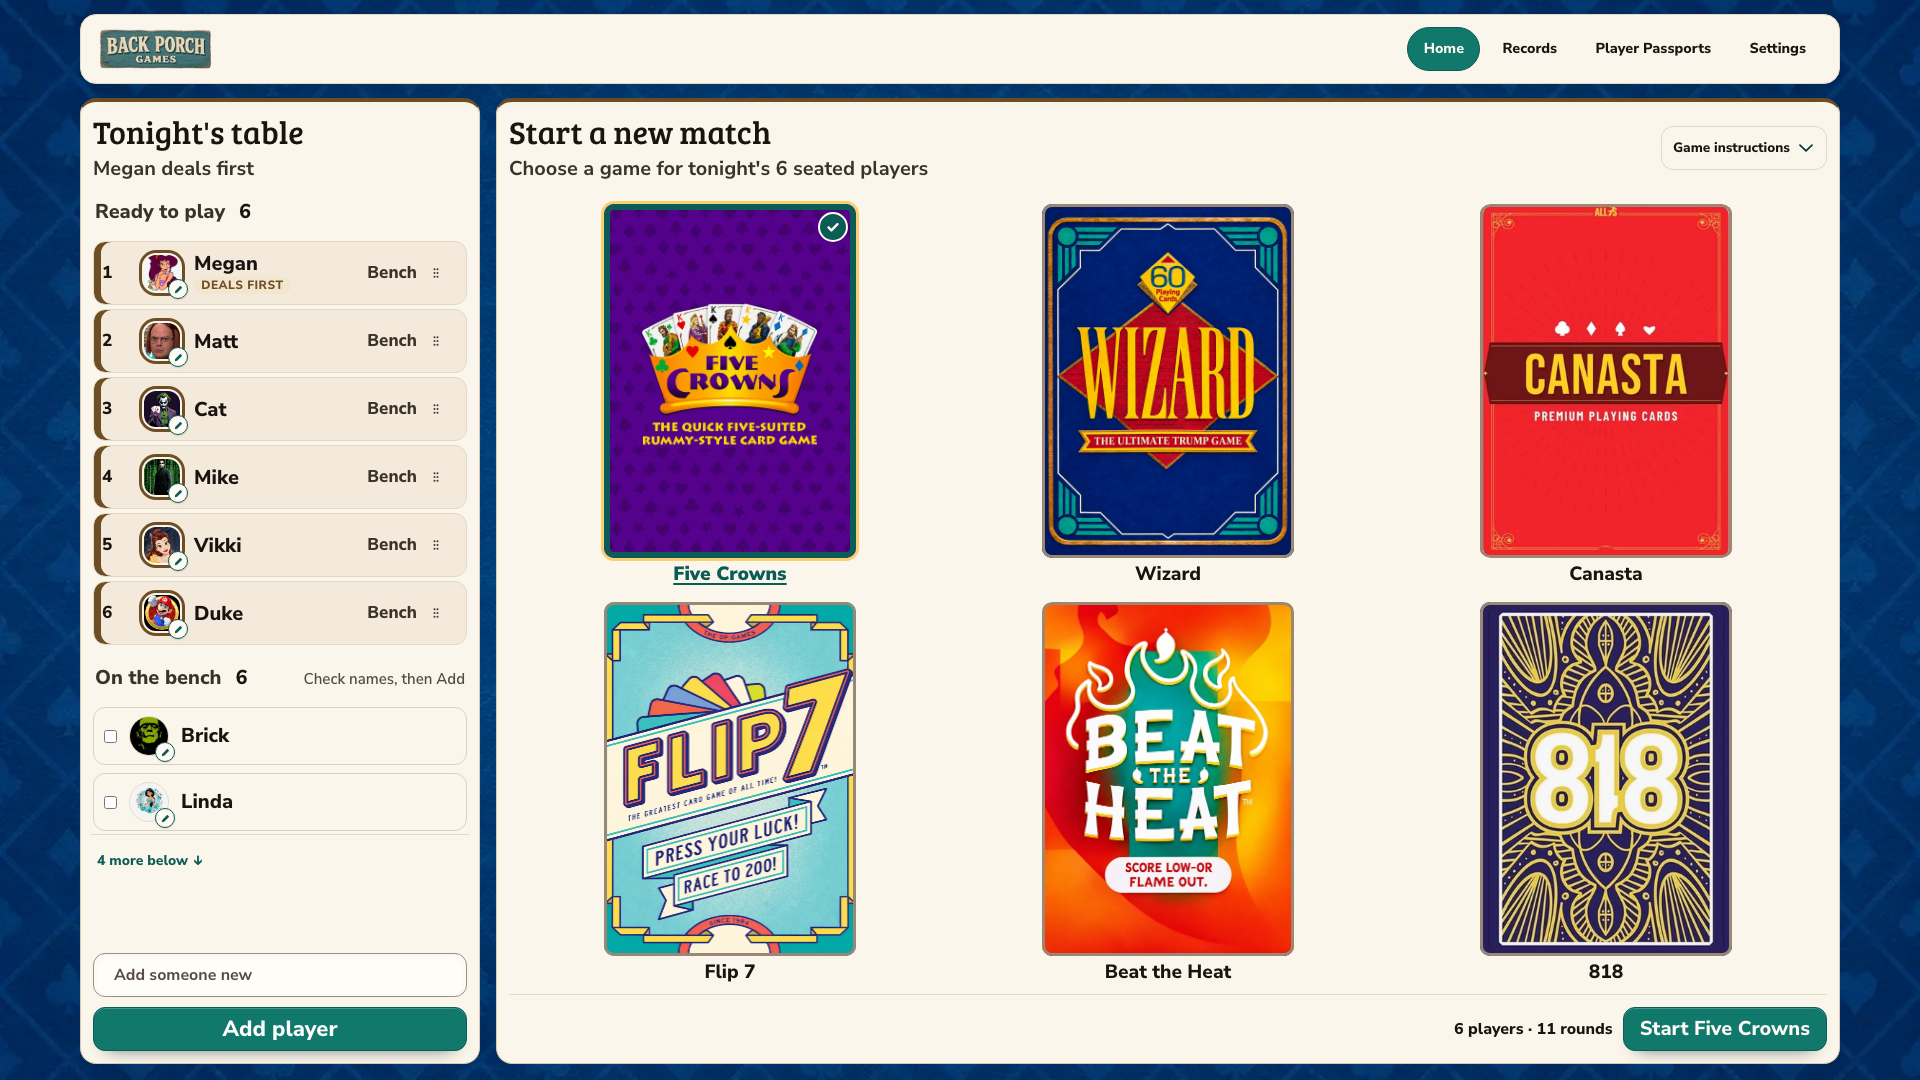 BACK PORCH
GAMES
Home
Records
Player Passports
Settings
Tonight's table
Megan deals first
Ready to play 6
1
Megan
DEALS FIRST
Bench
2
Matt
Bench
3
Cat
Bench
4
Mike
Bench
5
Vikki
Bench
6
Duke
Bench
On the bench 6
Check names, then Add
Brick
Linda
4 more below ↓
Add someone new
Add player
Start a new match
Choose a game for tonight's 6 seated players
Game instructions
FIVE
CROWNS
THE QUICK FIVE-SUITED
RUMMY-STYLE CARD GAME
Five Crowns
60
Playing
Cards
WIZARD
THE ULTIMATE TRUMP GAME
Wizard
ALL7S
CANASTA
PREMIUM PLAYING CARDS
Canasta
THE OP GAMES
FLIP 7
THE GREATEST CARD GAME OF ALL TIME!
PRESS YOUR LUCK!
RACE TO 200!
SINCE 1994
Flip 7
BEAT
THE
HEAT
SCORE LOW-OR
FLAME OUT.
Beat the Heat
818
818
6 players · 11 rounds
Start Five Crowns